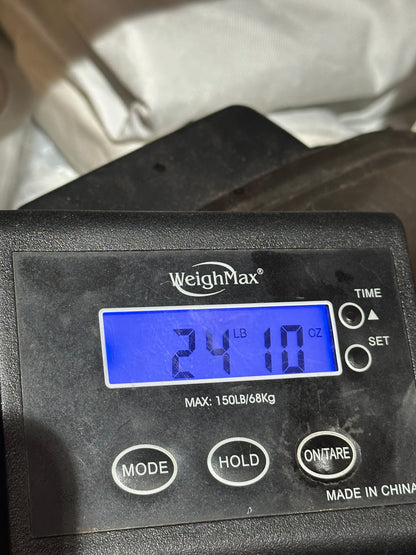 WeighMax®
TIME
▲
24 LB 10 OZ
SET
MAX: 150LB/68Kg
MODE
HOLD
ON/TARE
MADE IN CHINA